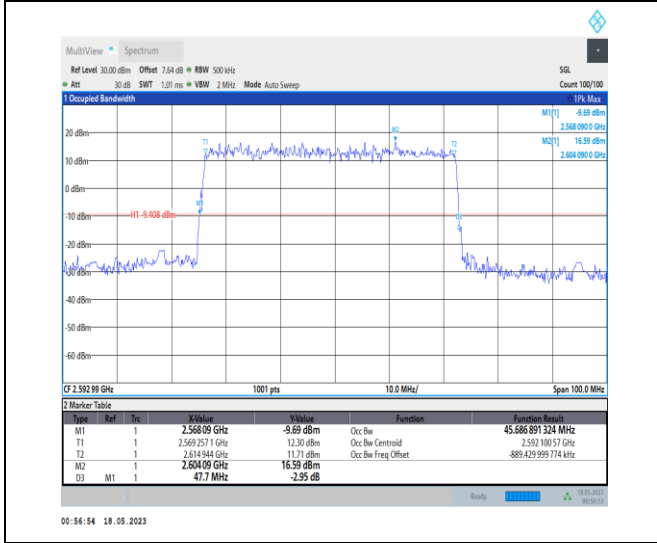 MultiView Spectrum
Ref Level 30.00 dBm Offset 7.64 dB RBW 500 kHz SGL
Att 30 dB SWT 1.01 ms VBW 2 MHz Mode Auto Sweep Count 100/100
1 Occupied Bandwidth 1Pk Max
M1[1] -9.69 dBm
2.568 090 0 GHz
M2[1] 16.59 dBm
2.604 090 0 GHz
20 dBm
10 dBm
0 dBm
-10 dBm
-20 dBm
-30 dBm
-40 dBm
-50 dBm
-60 dBm
T1
M2
T2
M1
H1 -9.408 dBm
D3
CF 2.592 99 GHz 1001 pts 10.0 MHz/ Span 100.0 MHz
2 Marker Table
Type Ref Trc X-Value Y-Value Function Function Result
M1 1 2.56809 GHz -9.69 dBm Occ Bw 45.686 891 324 MHz
T1 1 2.569 257 1 GHz 12.30 dBm Occ Bw Centroid 2.592 100 57 GHz
T2 1 2.614 944 GHz 11.71 dBm Occ Bw Freq Offset -889.429 999 774 kHz
M2 1 2.60409 GHz 16.59 dBm
D3 M1 1 47.7 MHz -2.95 dB
Ready 18.05.2023
00:56:53
00:56:54 18.05.2023